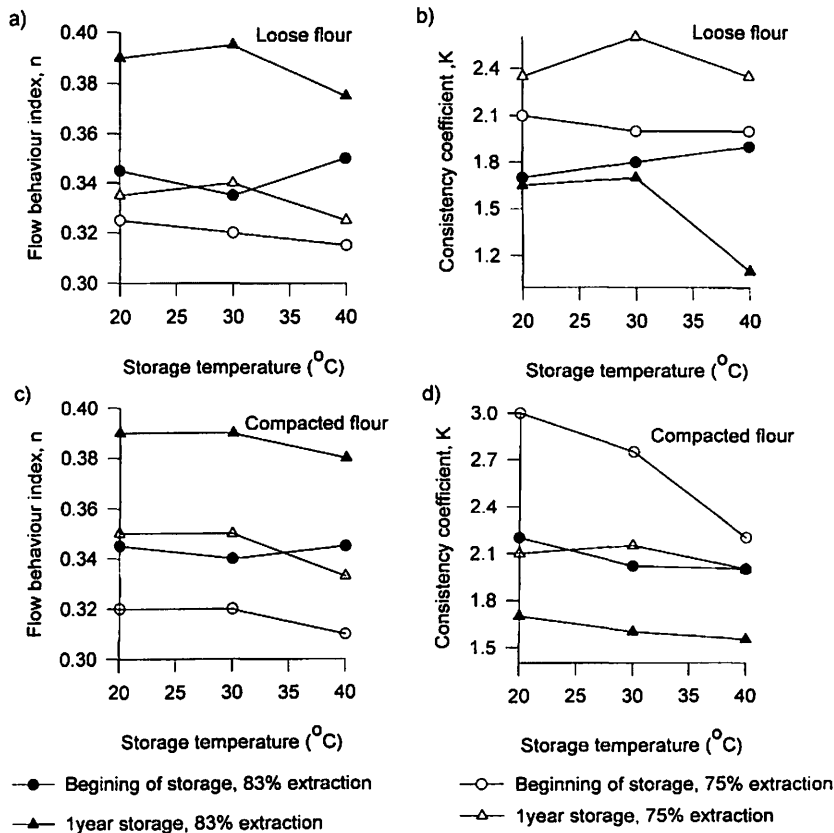 a)
Loose flour
Flow behaviour index, n
0.40
0.38
0.36
0.34
0.32
0.30
20 25 30 35 40
Storage temperature (°C)
b)
Loose flour
Consistency coefficient ,K
2.4
2.1
1.8
1.5
1.2
20 25 30 35 40
Storage temperature (°C)
c)
Compacted flour
Flow behaviour index, n
0.40
0.38
0.36
0.34
0.32
0.30
20 25 30 35 40
Storage temperature (°C)
d)
Compacted flour
Consistency coefficient, K
3.0
2.7
2.4
2.1
1.8
1.5
20 25 30 35 40
Storage temperature (°C)
Begining of storage, 83% extraction
1year storage, 83% extraction
Beginning of storage, 75% extraction
1year storage, 75% extraction